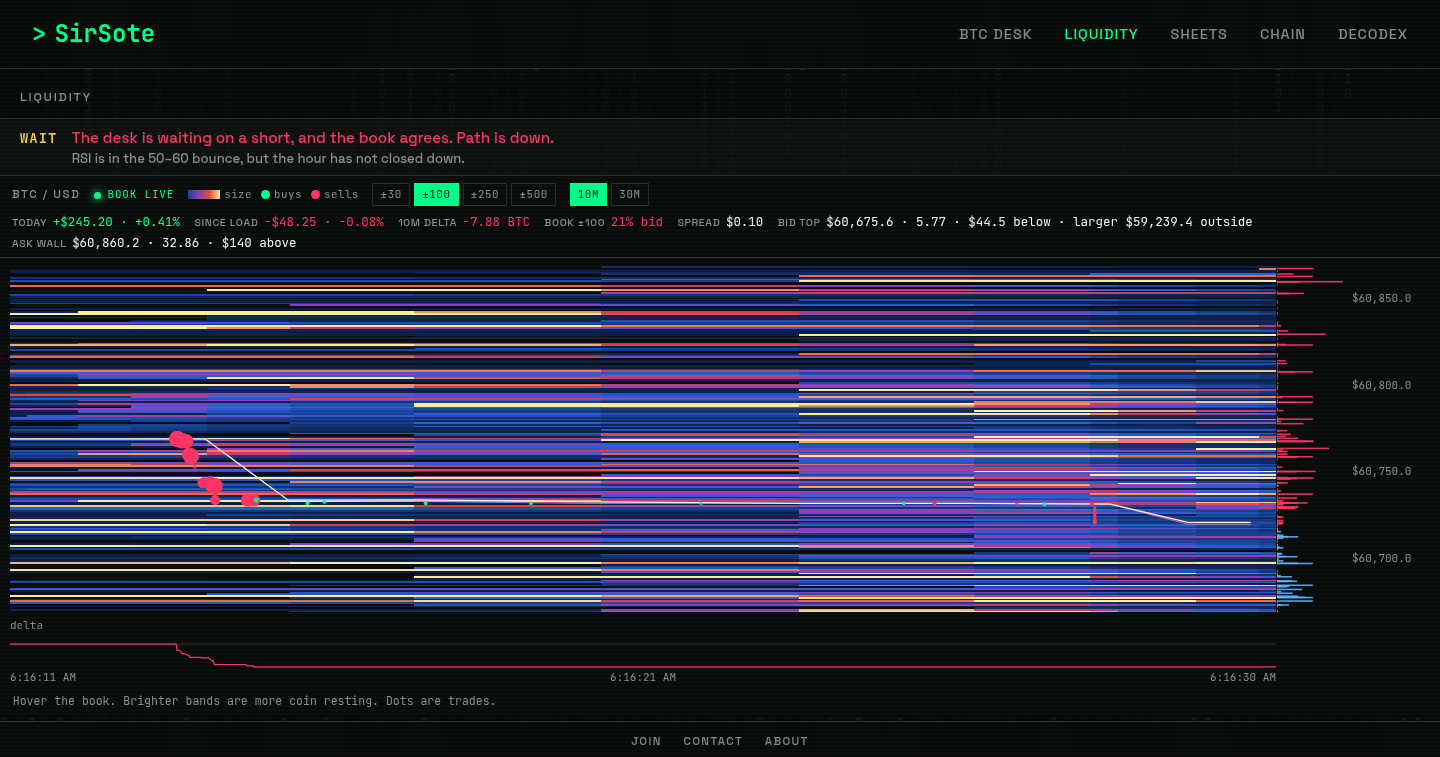 > SirSote
BTC DESK LIQUIDITY SHEETS CHAIN DECODEX
LIQUIDITY
WAIT The desk is waiting on a short, and the book agrees. Path is down.
RSI is in the 50–60 bounce, but the hour has not closed down.
BTC / USD BOOK LIVE size buys sells ±30 ±100 ±250 ±500 10M 30M
TODAY +$245.20 · +0.41% SINCE LOAD -$48.25 · -0.08% 10M DELTA -7.88 BTC BOOK ±100 21% bid SPREAD $0.10 BID TOP $60,675.6 · 5.77 · $44.5 below · larger $59,239.4 outside
ASK WALL $60,860.2 · 32.86 · $140 above
$60,850.0
$60,800.0
$60,750.0
$60,700.0
delta
6:16:11 AM 6:16:21 AM 6:16:30 AM
Hover the book. Brighter bands are more coin resting. Dots are trades.
JOIN CONTACT ABOUT